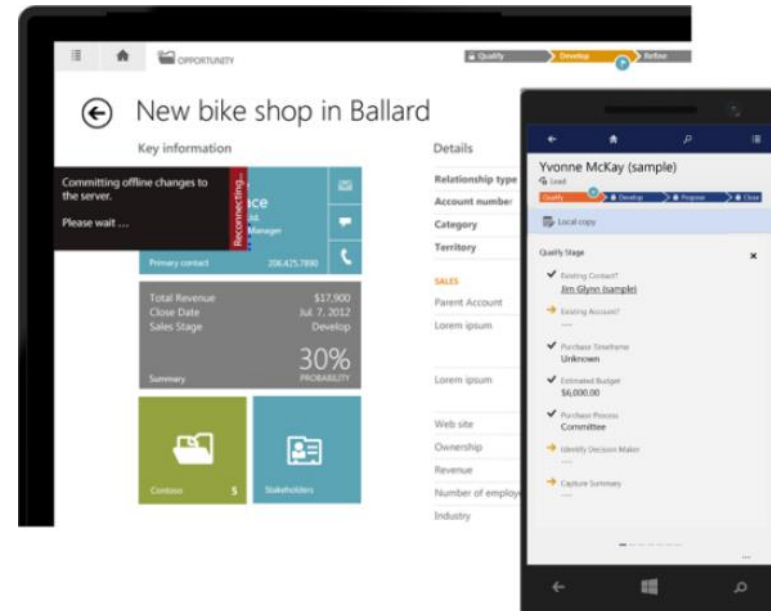 OPPORTUNITY
Qualify
Develop
Refine
New bike shop in Ballard
Key information
Committing offline changes to
the server.
Please wait ...
Reconnecting...
ce
td.
Manager
Primary contact
206.425.7890
Total Revenue
$17,900
Close Date
Jul. 7, 2012
Sales Stage
Develop
30%
Summary
PROBABILITY
Contoso
5
Stakeholders
Details
Relationship type
Account number
Category
Territory
SALES
Parent Account
Lorem ipsum
Lorem ipsum
Web site
Ownership
Revenue
Number of employ
Industry
Yvonne McKay (sample)
Lead
Qualify
Develop
Propose
Close
Local copy
Qualify Stage
Existing Contact?
Jim Glynn (sample)
Existing Account?
---
Purchase Timeframe
Unknown
Estimated Budget
$6,000.00
Purchase Process
Committee
Identify Decision Maker
---
Capture Summary
---
...